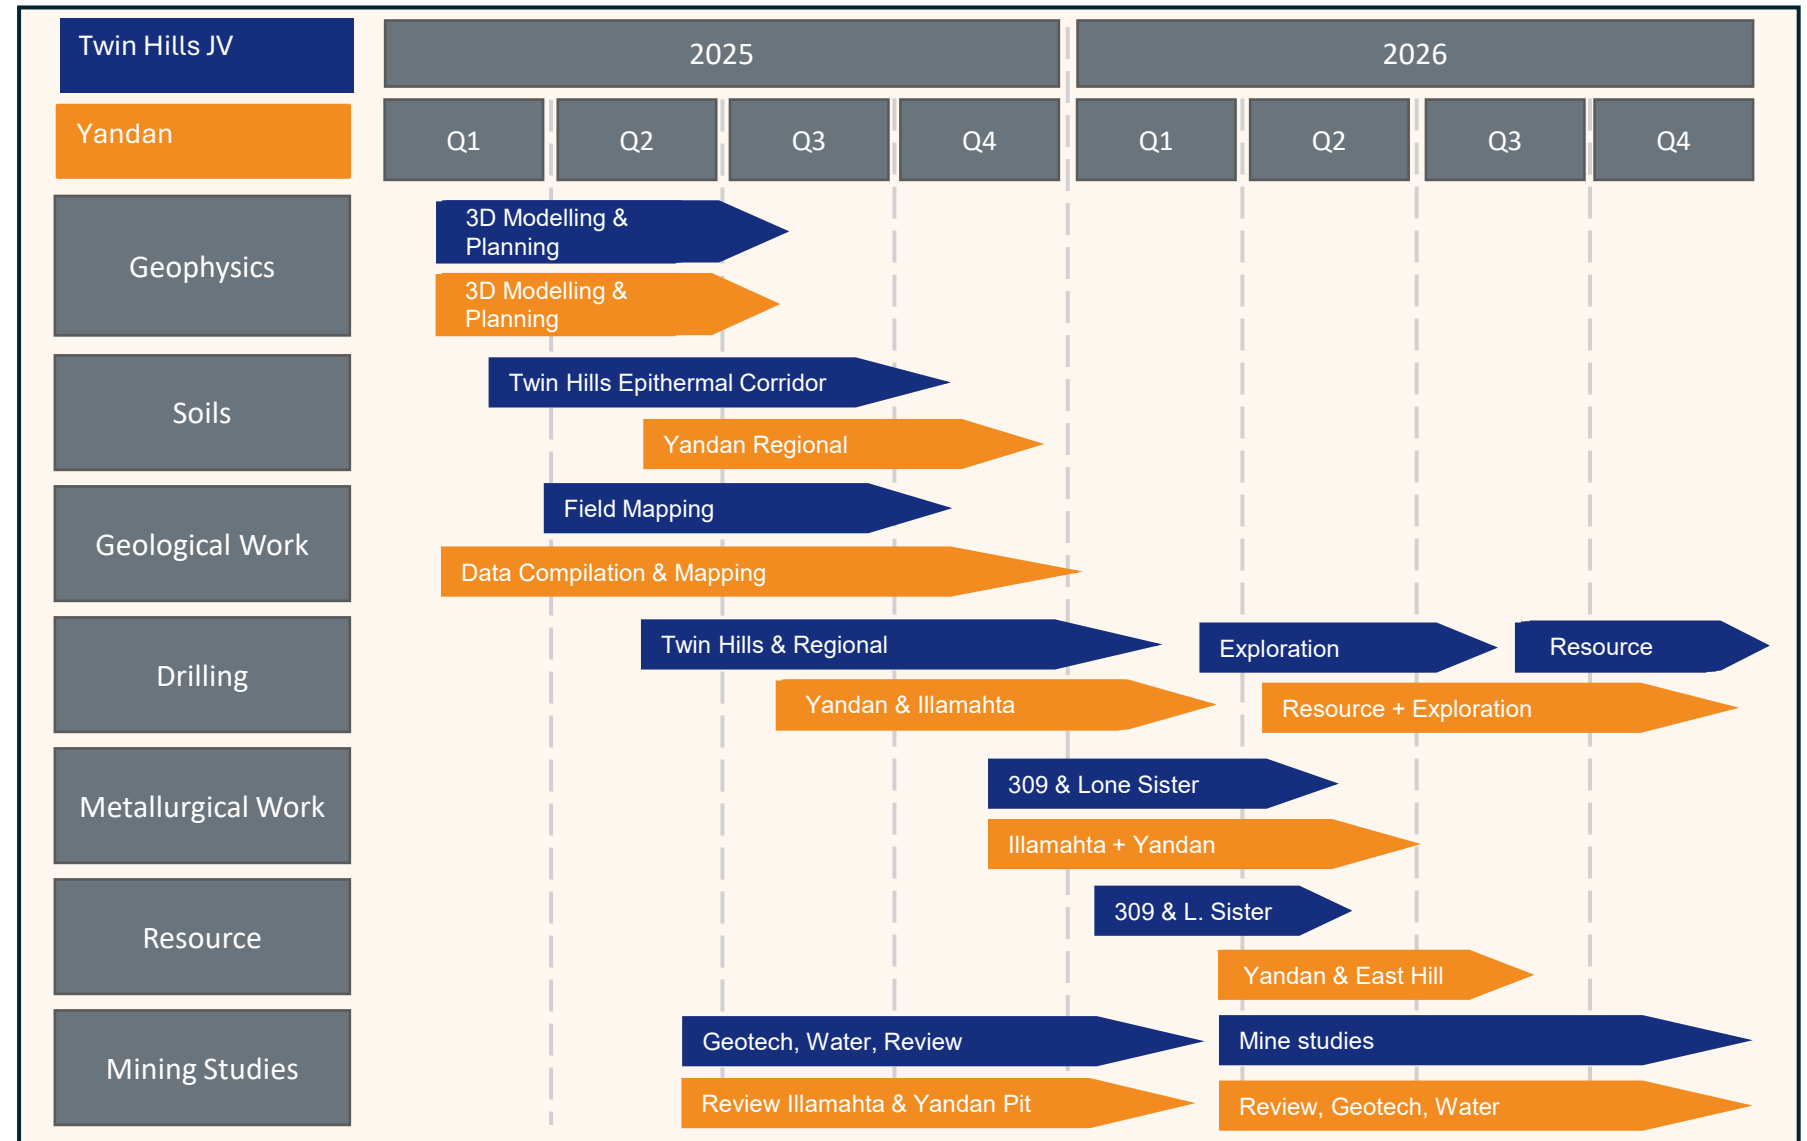 Twin Hills JV
2025
2026
Yandan
Q1
Q2
Q3
Q4
Q1
Q2
Q3
Q4
Geophysics
3D Modelling &
Planning
3D Modelling &
Planning
Soils
Twin Hills Epithermal Corridor
Yandan Regional
Geological Work
Field Mapping
Data Compilation & Mapping
Drilling
Twin Hills & Regional
Exploration
Resource
Yandan & Illamahta
Resource + Exploration
Metallurgical Work
309 & Lone Sister
Illamahta + Yandan
Resource
309 & L. Sister
Yandan & East Hill
Mining Studies
Geotech, Water, Review
Mine studies
Review Illamahta & Yandan Pit
Review, Geotech, Water